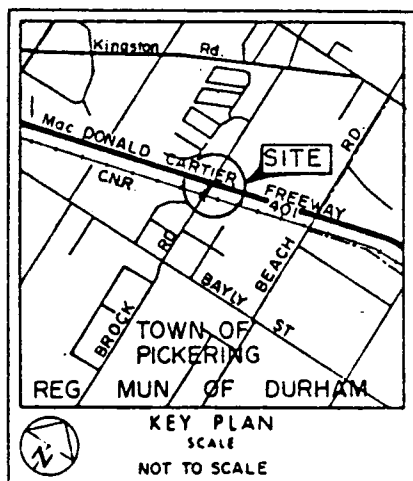 Kingston Rd.
Mac DONALD CARTIER FREEWAY
401
SITE
C.N.R.
BROCK RD
BEACH RD.
BAYLY ST
TOWN OF
PICKERING
REG MUN OF DURHAM
KEY PLAN
SCALE
NOT TO SCALE
N